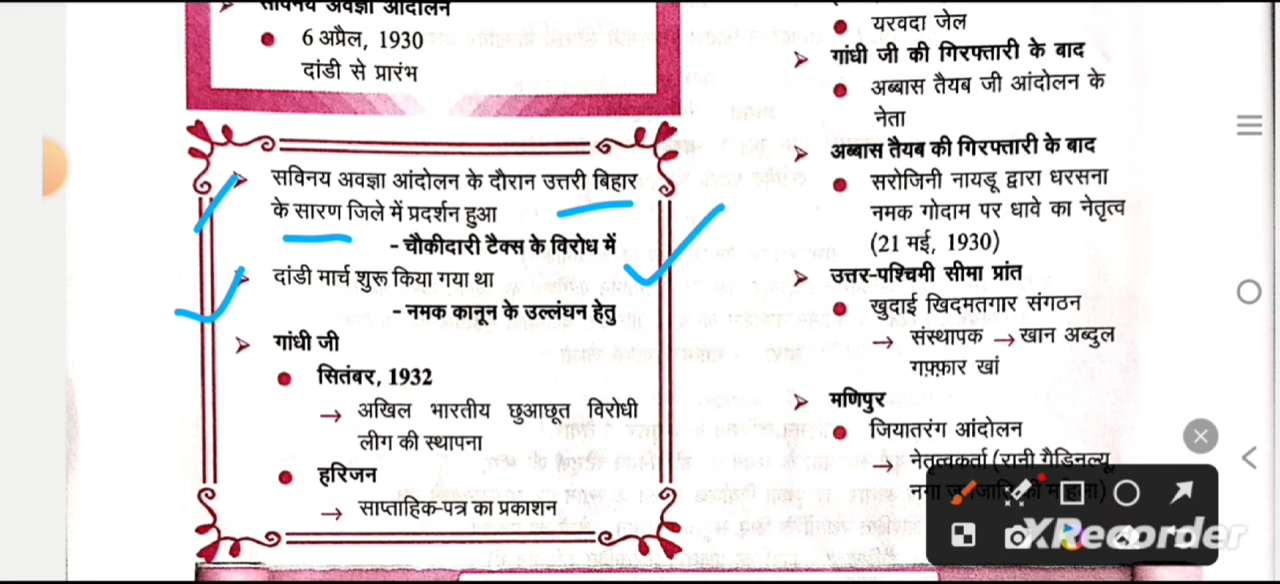 सविनय अवज्ञा आंदोलन
6 अप्रैल, 1930
दांडी से प्रारंभ
सविनय अवज्ञा आंदोलन के दौरान उत्तरी बिहार
के सारण जिले में प्रदर्शन हुआ
- चौकीदारी टैक्स के विरोध में
दांडी मार्च शुरू किया गया था
- नमक कानून के उल्लंघन हेतु
गांधी जी
सितंबर, 1932
→ अखिल भारतीय छुआछूत विरोधी
लीग की स्थापना
हरिजन
→ साप्ताहिक-पत्र का प्रकाशन
यरवदा जेल
गांधी जी की गिरफ्तारी के बाद
अब्बास तैयब जी आंदोलन के
नेता
अब्बास तैयब की गिरफ्तारी के बाद
सरोजिनी नायडू द्वारा धरसना
नमक गोदाम पर धावे का नेतृत्व
(21 मई, 1930)
उत्तर-पश्चिमी सीमा प्रांत
खुदाई खिदमतगार संगठन
→ संस्थापक → खान अब्दुल
गफ़्फ़ार खां
मणिपुर
जियातरंग आंदोलन
→ नेतृत्वकर्ता (रानी गैडिनल्यू,
XRecorder